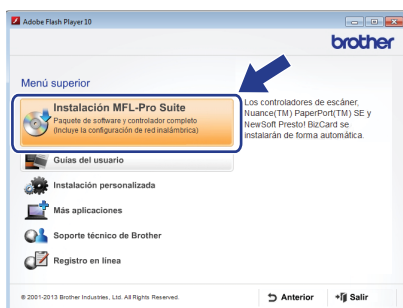 Adobe Flash Player 10
brother
Menú superior
Instalación MFL-Pro Suite
Paquete de software y controlador completo
(Incluye la configuración de red inalámbrica)
Los controladores de escáner,
Nuance(TM) PaperPort(TM) SE y
NewSoft Presto! BizCard se
instalarán de forma automática.
Guías del usuario
Instalación personalizada
Más aplicaciones
Soporte técnico de Brother
Registro en línea
© 2001-2013 Brother Industries, Ltd. All Rights Reserved.
Anterior
Salir